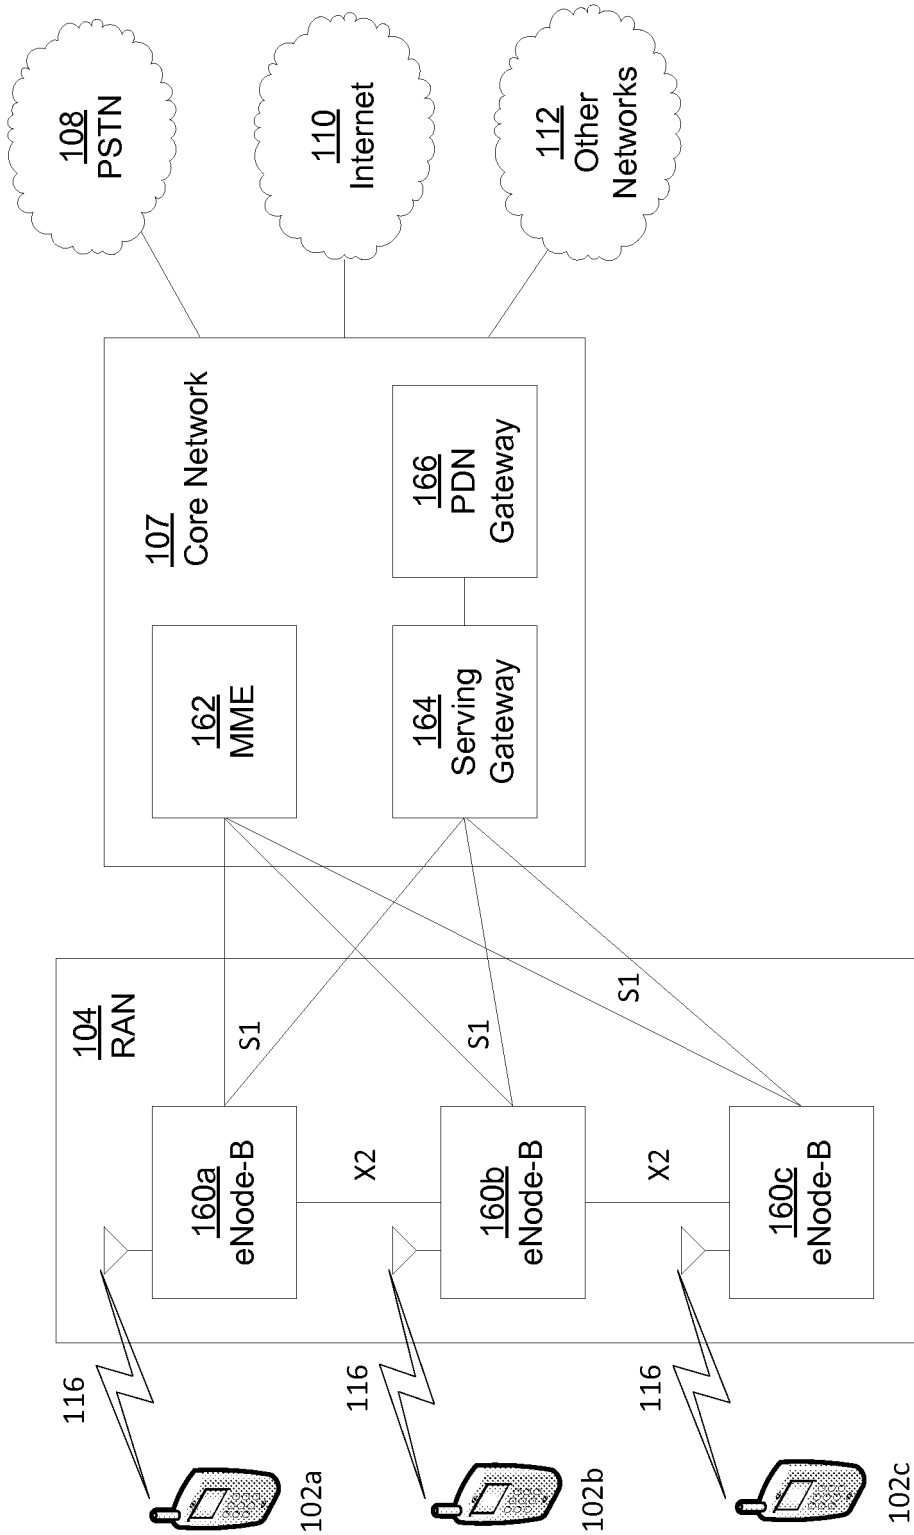 116
102a
116
102b
116
102c
104
RAN
160a
eNode-B
X2
160b
eNode-B
X2
160c
eNode-B
S1
S1
S1
107
Core Network
162
MME
164
Serving
Gateway
166
PDN
Gateway
108
PSTN
110
Internet
112
Other
Networks